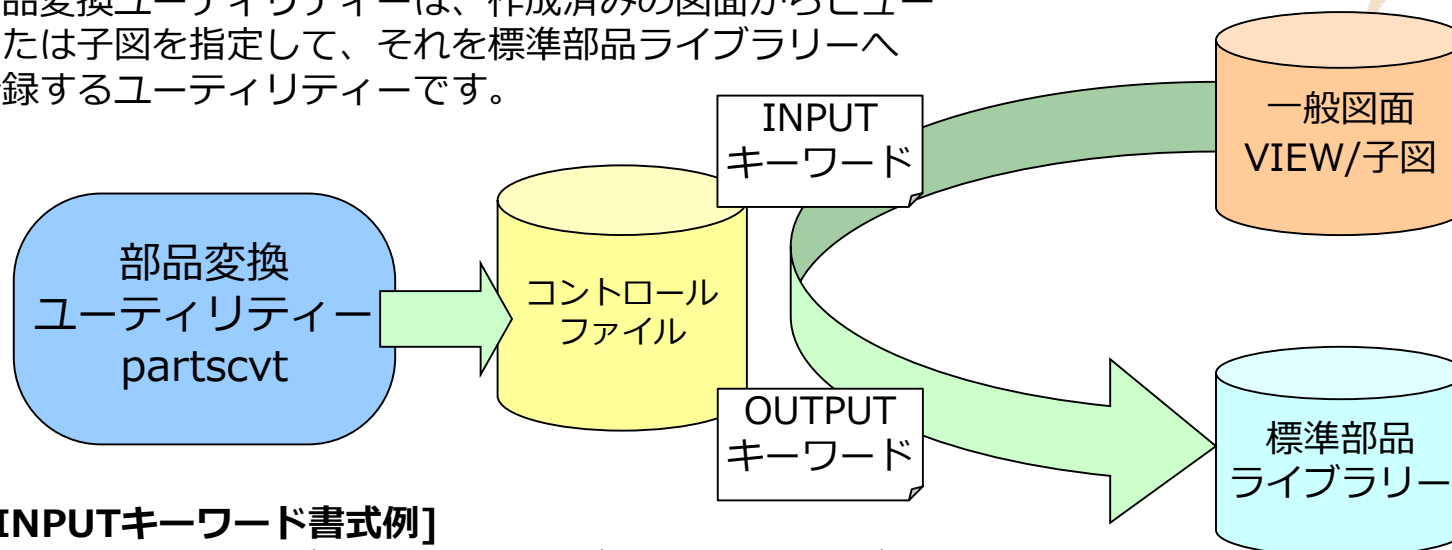 品変換ユーティリティーは、作成済みの図面からビュー
たは子図を指定して、それを標準部品ライブラリーへ
録するユーティリティーです。
INPUT
キーワード
一般図面
VIEW/子図
部品変換
ユーティリティー
partscvt
コントロール
ファイル
OUTPUT
キーワード
標準部品
ライブラリー
INPUTキーワード書式例]